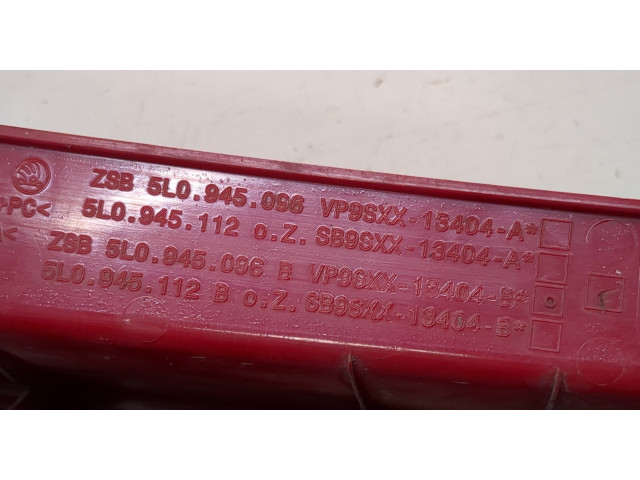 ZSB 5L0.945.096 VP9SXX-13404-A*
+PC< 5L0.945.112 o.Z. SB9SXX-13404-A*
< ZSB 5L0.945.096 B VP9SXX-13404-B*
5L0.945.112 B o.Z. SB9SXX-13404-B*